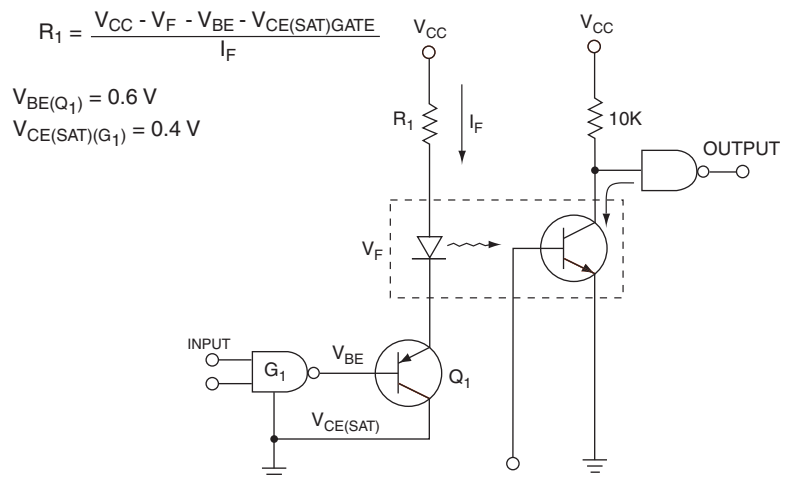 R1 = VCC - VF - VBE - VCE(SAT)GATE
IF
VBE(Q1) = 0.6 V
VCE(SAT)(G1) = 0.4 V
VCC
VCC
R1
IF
10K
OUTPUT
VF
INPUT
G1
VBE
Q1
VCE(SAT)